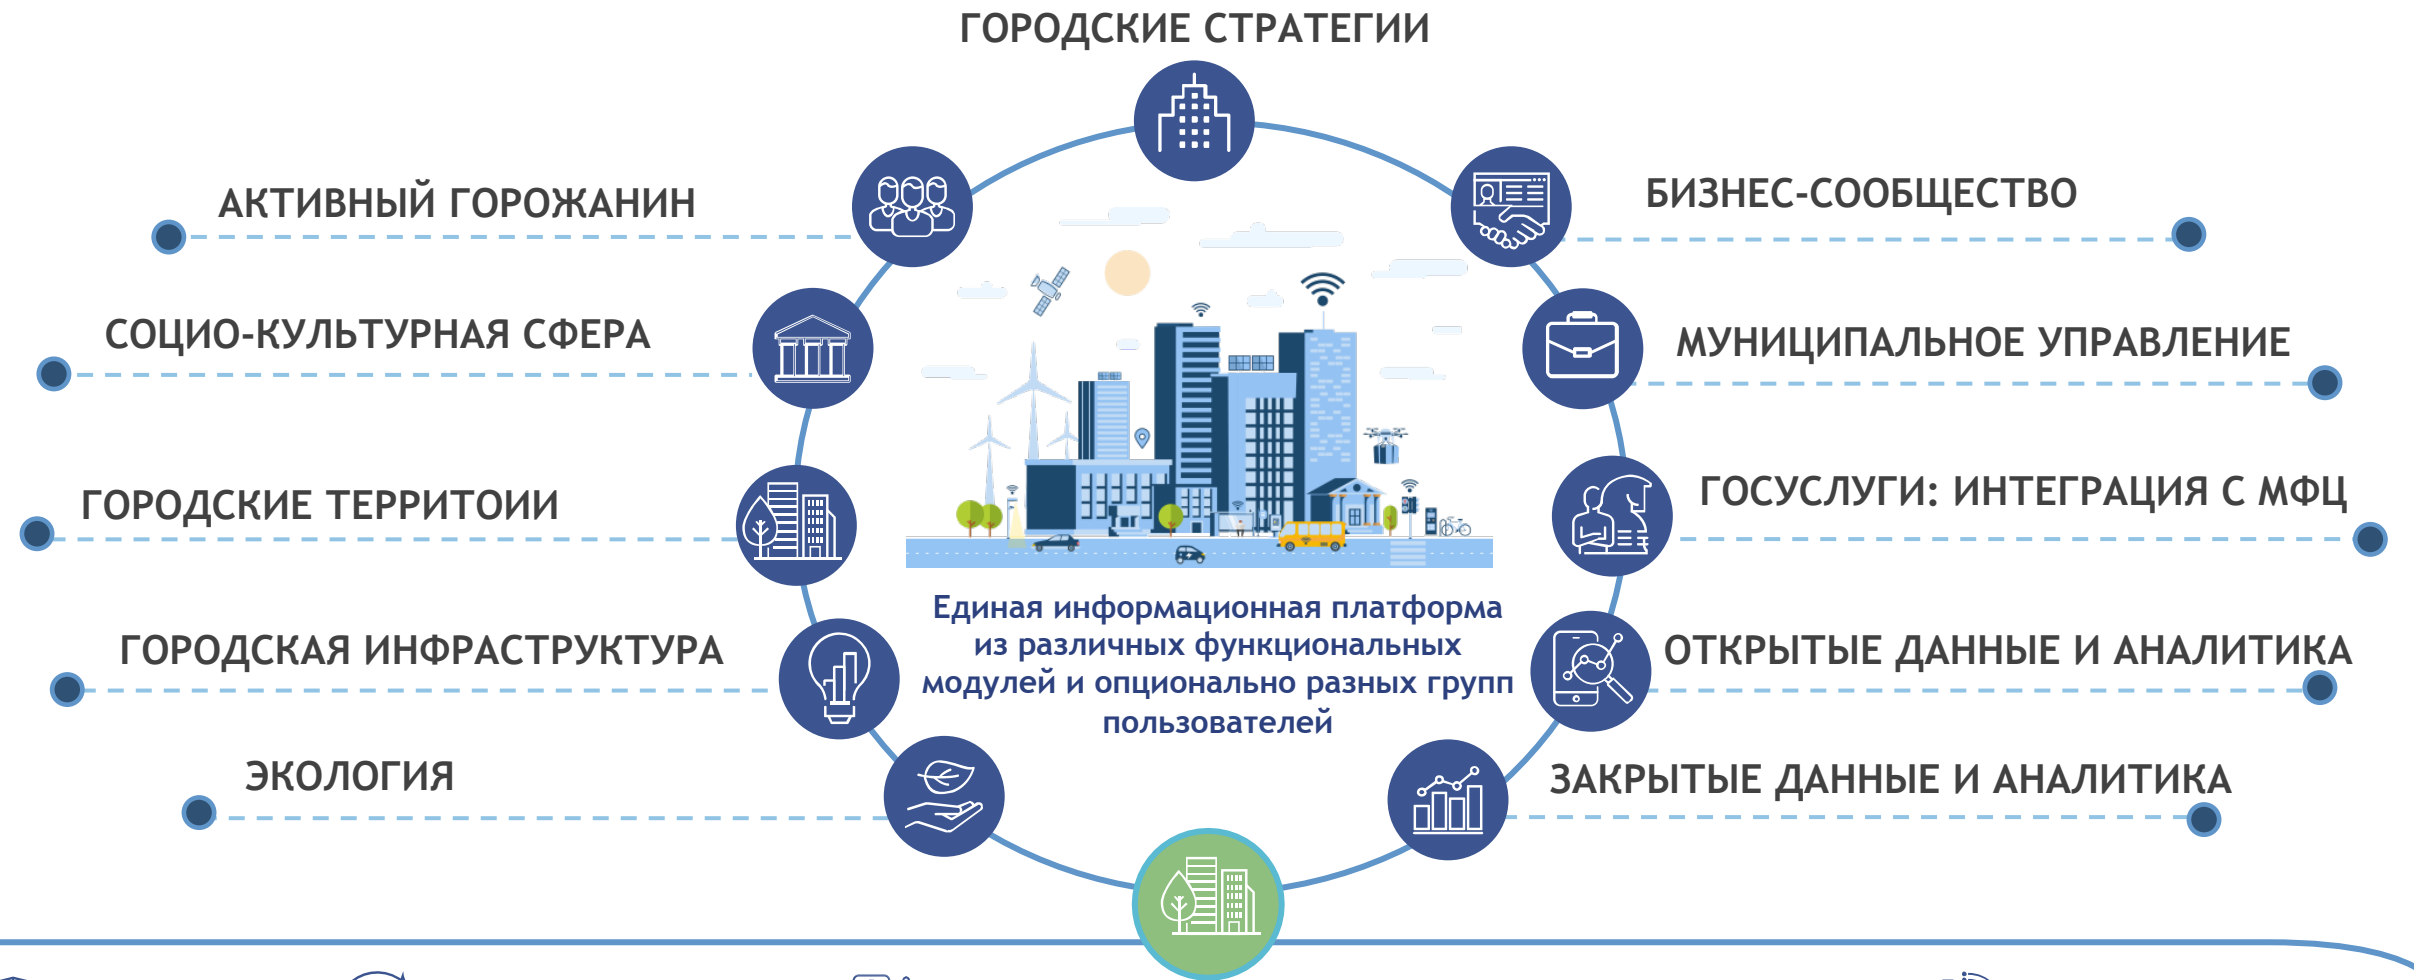 ГОРОДСКИЕ СТРАТЕГИИ
АКТИВНЫЙ ГОРОЖАНИН
СОЦИО-КУЛЬТУРНАЯ СФЕРА
ГОРОДСКИЕ ТЕРРИТОИИ
ГОРОДСКАЯ ИНФРАСТРУКТУРА
ЭКОЛОГИЯ
БИЗНЕС-СООБЩЕСТВО
МУНИЦИПАЛЬНОЕ УПРАВЛЕНИЕ
ГОСУСЛУГИ: ИНТЕГРАЦИЯ С МФЦ
ОТКРЫТЫЕ ДАННЫЕ И АНАЛИТИКА
ЗАКРЫТЫЕ ДАННЫЕ И АНАЛИТИКА
Единая информационная платформа
из различных функциональных
модулей и опционально разных групп
пользователей